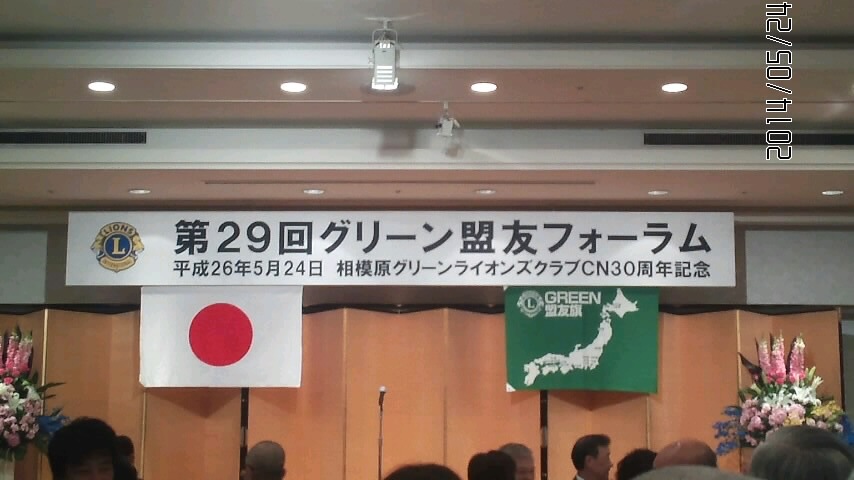 2014/05/24
LIONS
L
第29回グリーン盟友フォーラム
平成26年5月24日 相模原グリーンライオンズクラブCN30周年記念
L
GREEN
盟友旗